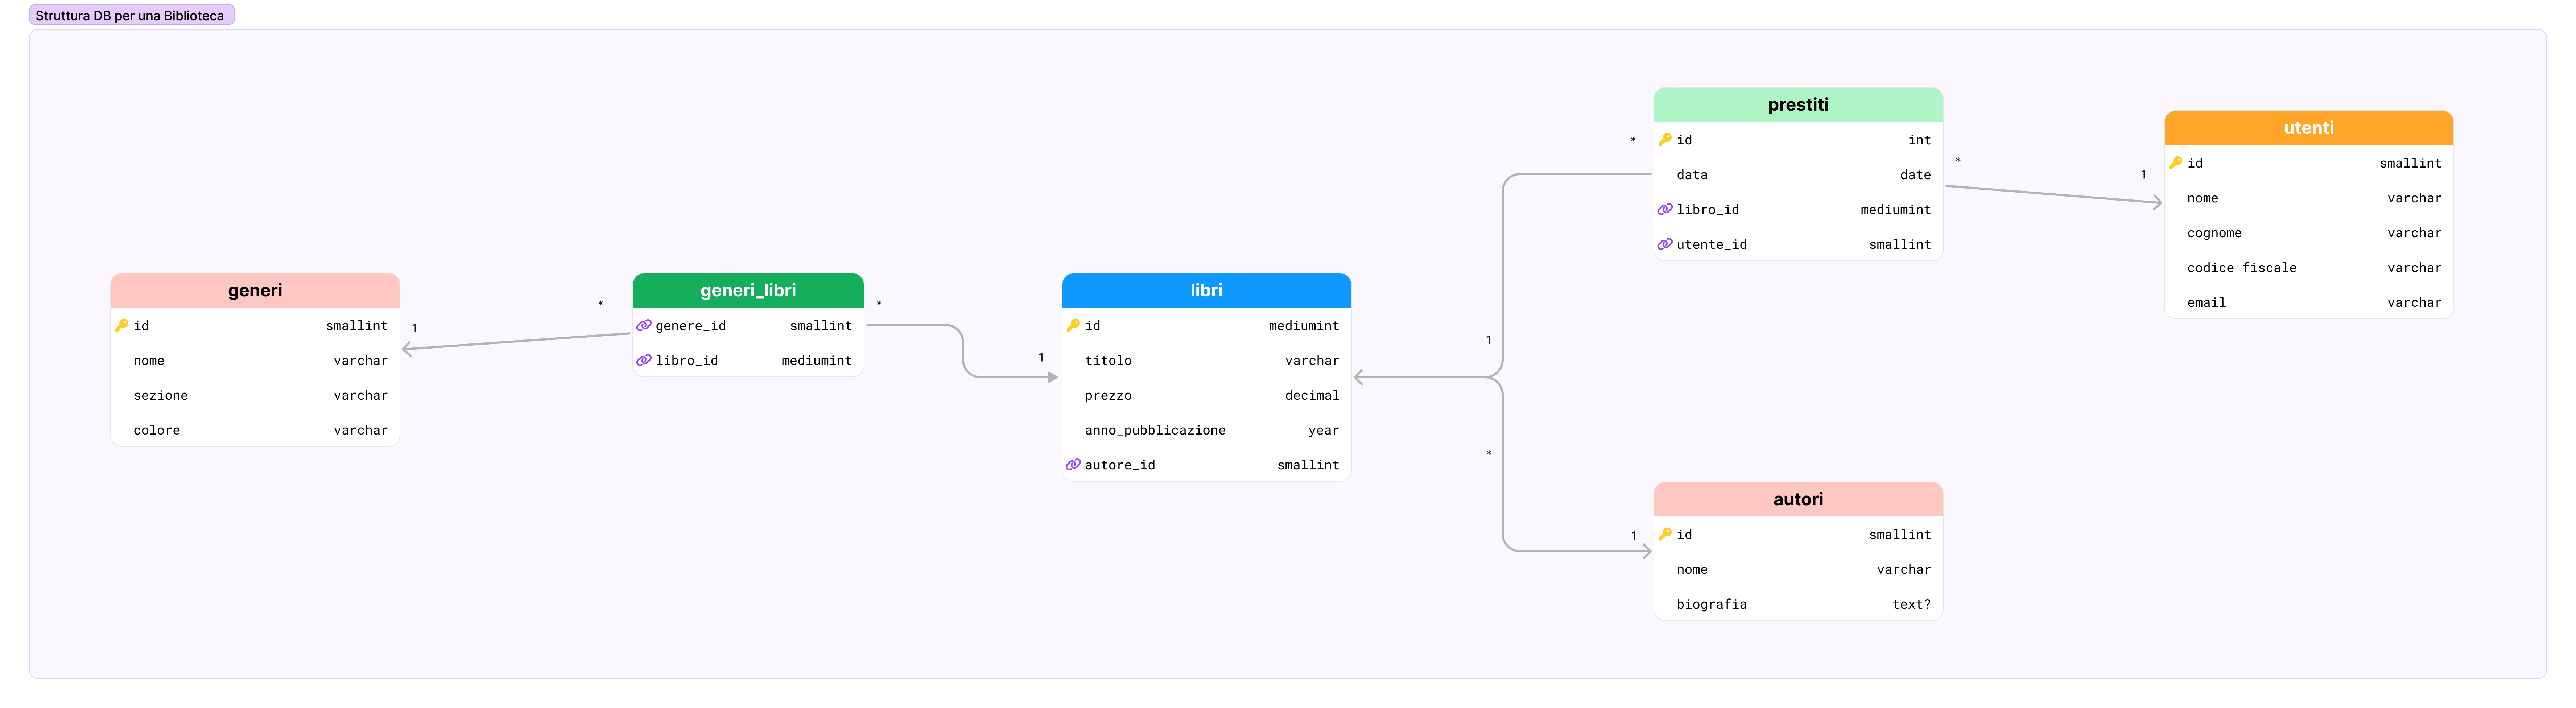 Struttura DB per una Biblioteca
generi
id smallint
nome varchar
sezione varchar
colore varchar
1
*
generi_libri
genere_id smallint
libro_id mediumint
*
1
libri
id mediumint
titolo varchar
prezzo decimal
anno_pubblicazione year
autore_id smallint
1
*
*
prestiti
id int
data date
libro_id mediumint
utente_id smallint
*
1
utenti
id smallint
nome varchar
cognome varchar
codice fiscale varchar
email varchar
1
autori
id smallint
nome varchar
biografia text?